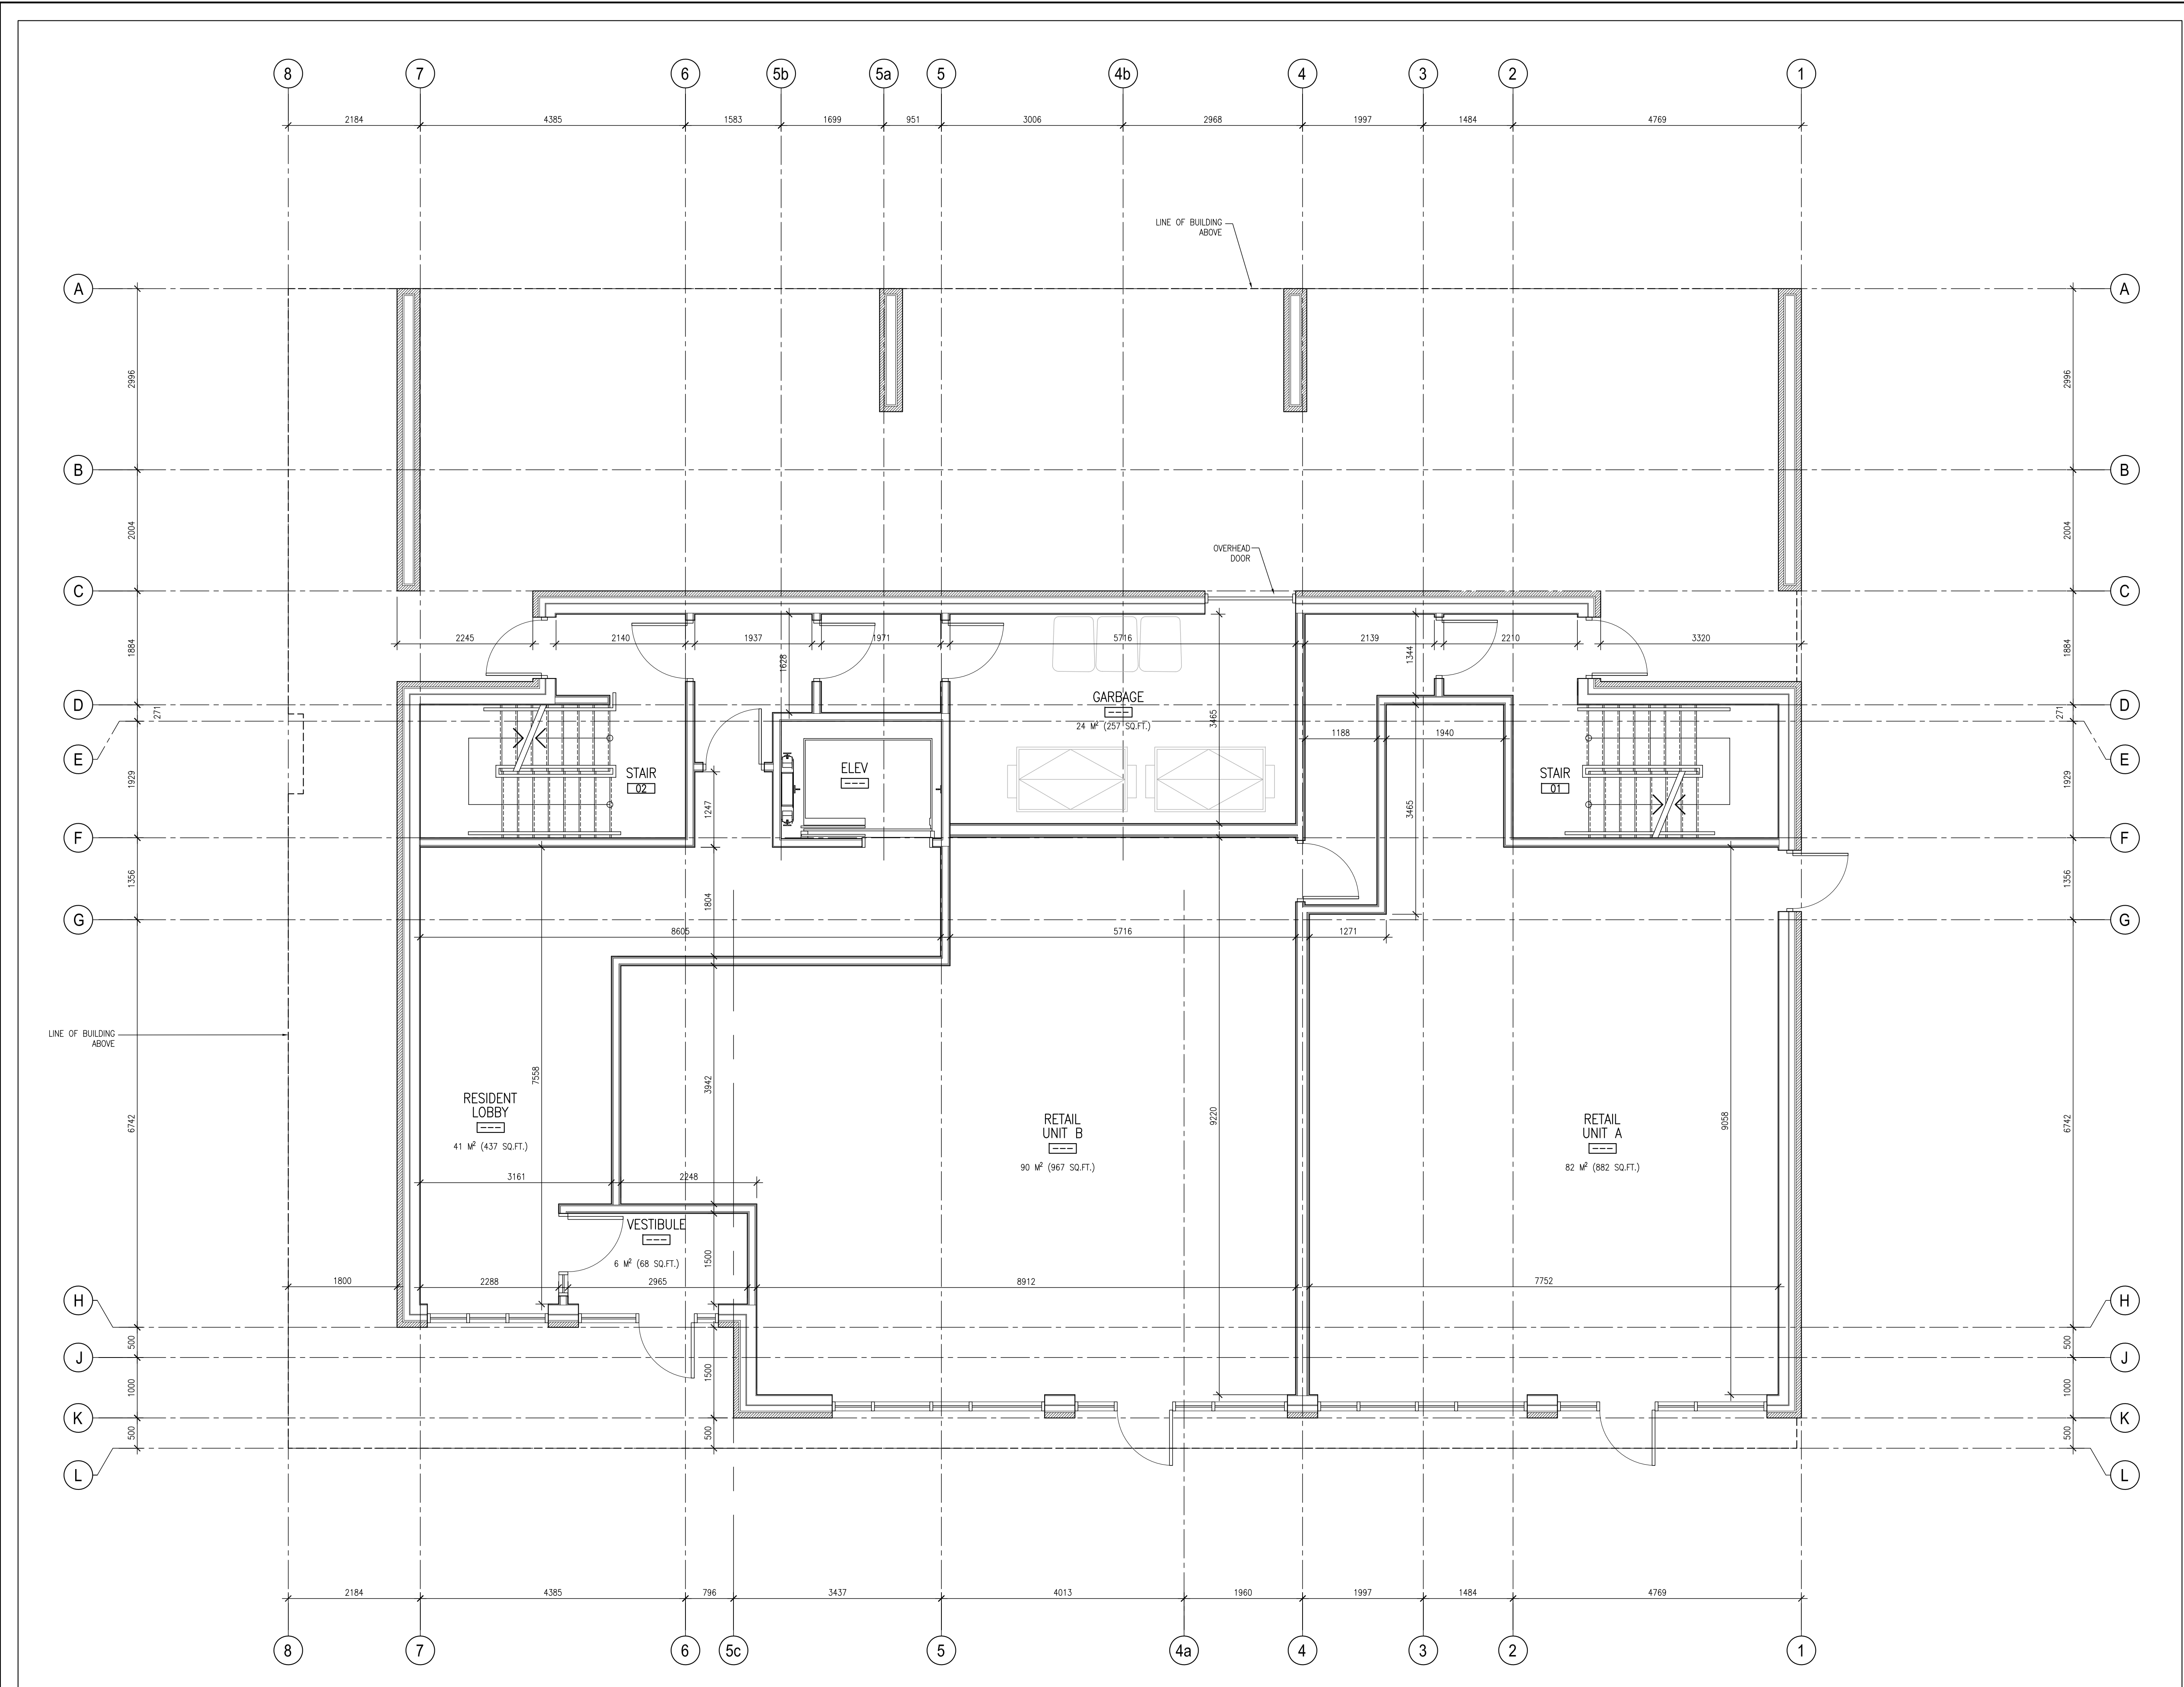 8 7 6 5b 5a 5 4b 4 3 2 1
2184 4385 1583 1699 951 3006 2968 1997 1484 4769
LINE OF BUILDING
ABOVE
A A
2996 2996
B B
2004 2004
OVERHEAD
DOOR
C C
1884 1884
2245 2140 1937 1971 5716 2139 2210 3320
1628 1344
D D
271 271
GARBAGE
---
24 M² (257 SQ.FT.)
3465
1188 1940
E E
1929 1929
STAIR
02
ELEV
---
STAIR
01
1247 3465
F F
1356 1356
1804
G G
8605 5716 1271
LINE OF BUILDING
ABOVE
7558 3942 9220 9058
6742 6742
RESIDENT
LOBBY
---
41 M² (437 SQ.FT.)
RETAIL
UNIT B
---
90 M² (967 SQ.FT.)
RETAIL
UNIT A
---
82 M² (882 SQ.FT.)
3161 2248
VESTIBULE
---
6 M² (68 SQ.FT.)
1500
1800 2288 2965 8912 7752
H H
500 500
J J
1500
1000 1000
K K
500 500 500
L L
2184 4385 796 3437 4013 1960 1997 1484 4769
8 7 6 5c 5 4a 4 3 2 1